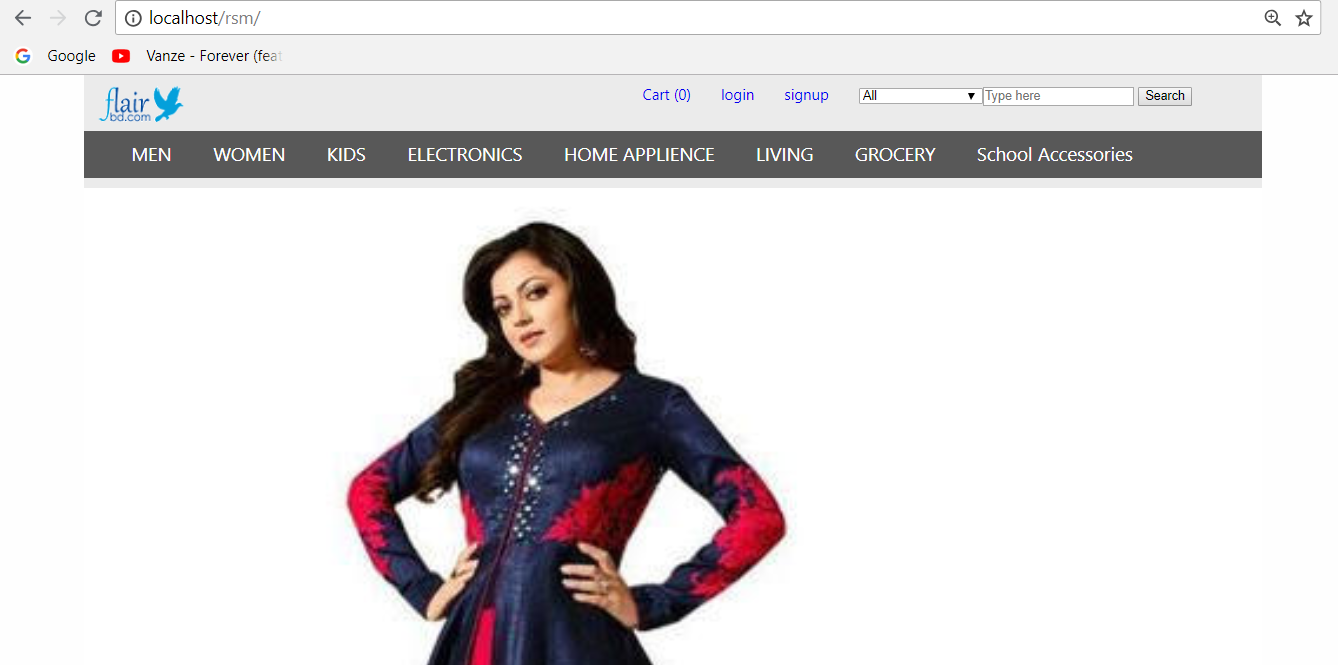 localhost/rsm/
Google Vanze - Forever (feat
flair
bd.com
Cart (0) login signup All Type here Search
MEN WOMEN KIDS ELECTRONICS HOME APPLIENCE LIVING GROCERY School Accessories